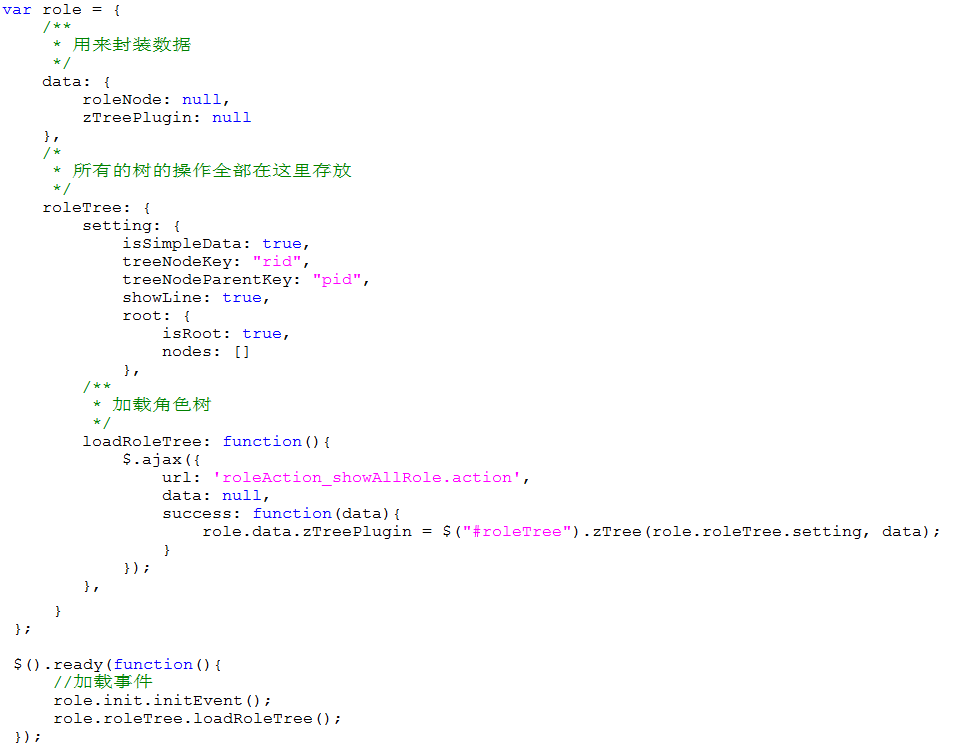 var role = {
    /**
     * 用来封装数据
     */
    data: {
        roleNode: null,
        zTreePlugin: null
    },
    /*
     * 所有的树的操作全部在这里存放
     */
    roleTree: {
        setting: {
            isSimpleData: true,
            treeNodeKey: "rid",
            treeNodeParentKey: "pid",
            showLine: true,
            root: {
                isRoot: true,
                nodes: []
            },
        /**
         * 加载角色树
         */
        loadRoleTree: function(){
            $.ajax({
                url: 'roleAction_showAllRole.action',
                data: null,
                success: function(data){
                    role.data.zTreePlugin = $("#roleTree").zTree(role.roleTree.setting, data);
                }
            });
        },
     }
 };
 $().ready(function(){
     //加载事件
     role.init.initEvent();
     role.roleTree.loadRoleTree();
 });